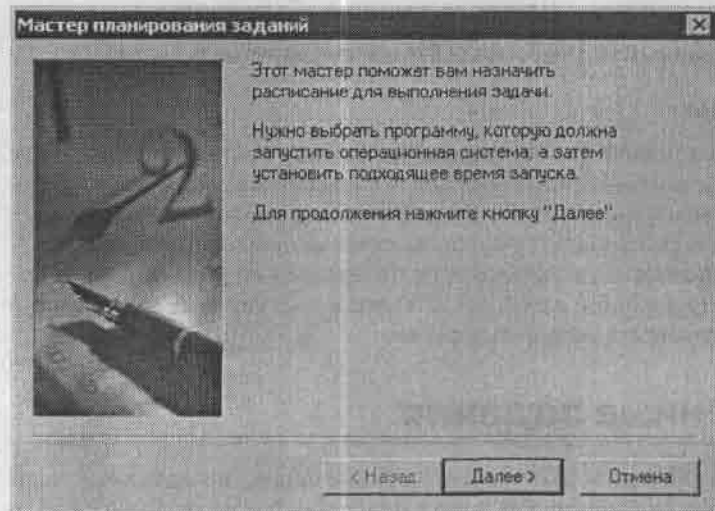 Мастер планирования заданий
Этот мастер поможет вам назначить
расписание для выполнения задачи.
Нужно выбрать программу, которую должна
запустить операционная система, а затем
установить подходящее время запуска.
Для продолжения нажмите кнопку "Далее".
2
< Назад
Далее >
Отмена